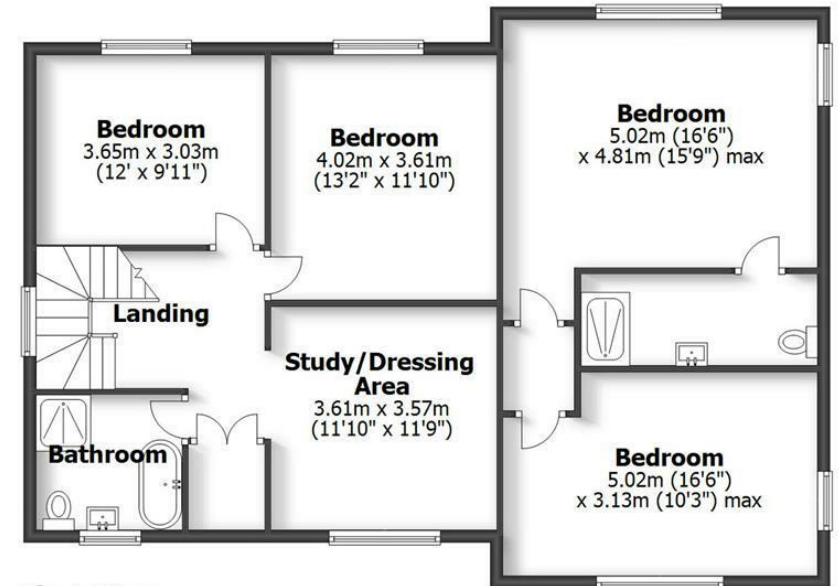 Bedroom
3.65m x 3.03m
(12' x 9'11")
Bedroom
4.02m x 3.61m
(13'2" x 11'10")
Bedroom
5.02m (16'6")
x 4.81m (15'9") max
Landing
Study/Dressing
Area
3.61m x 3.57m
(11'10" x 11'9")
Bathroom
Bedroom
5.02m (16'6")
x 3.13m (10'3") max